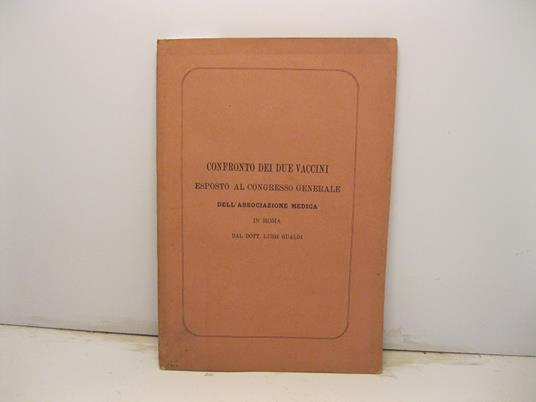 CONFRONTO DEI DUE VACCINI
ESPOSTO AL CONGRESSO GENERALE
DELL'ASSOCIAZIONE MEDICA
IN ROMA
DAL DOTT. LUIGI GUALDI